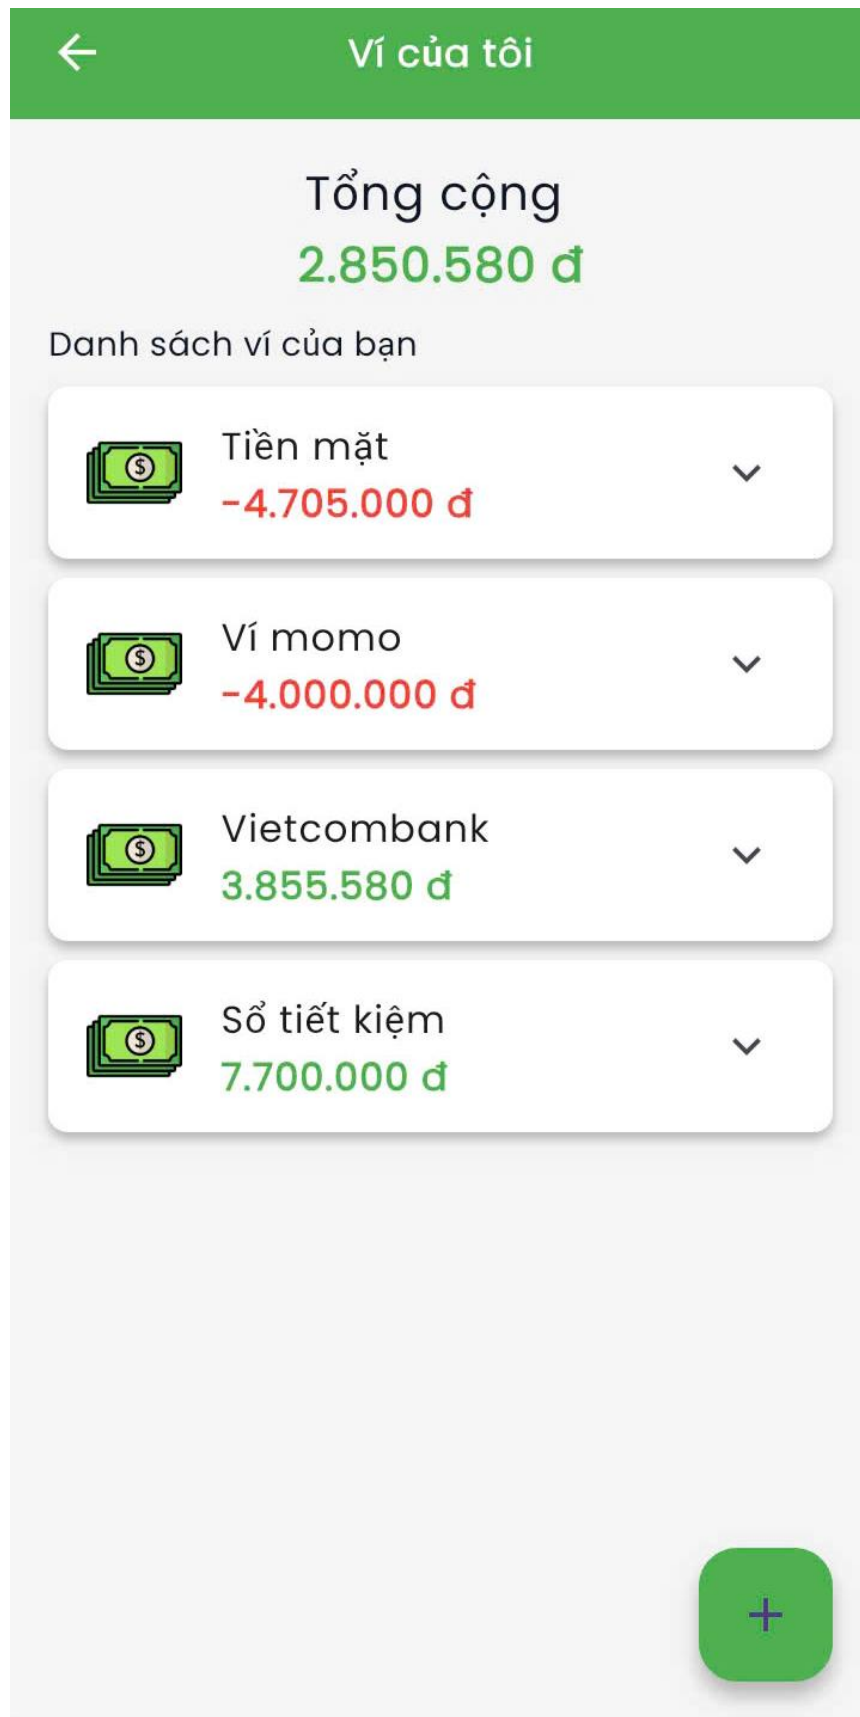 Ví của tôi
Tổng cộng
2.850.580 đ
Danh sách ví của bạn
Tiền mặt
-4.705.000 đ
Ví momo
-4.000.000 đ
Vietcombank
3.855.580 đ
Sổ tiết kiệm
7.700.000 đ